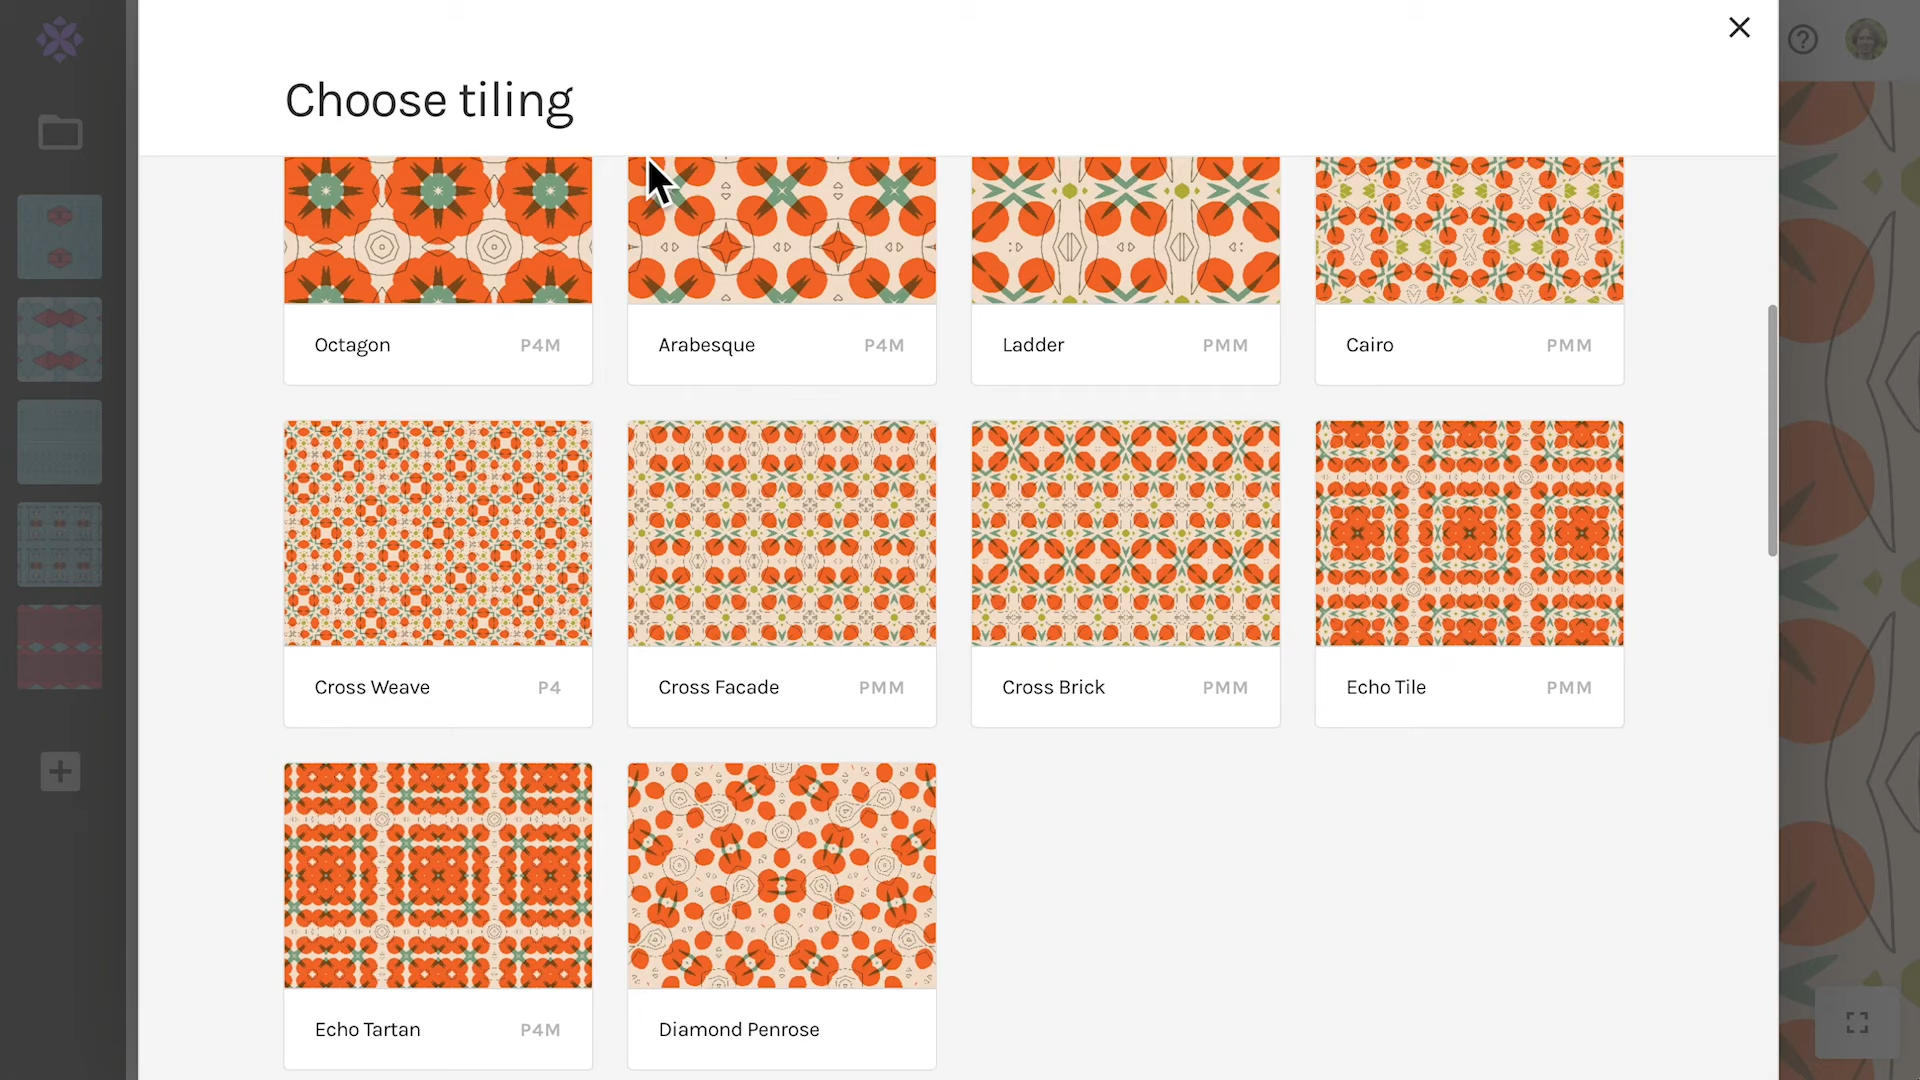 Choose tiling
Octagon P4M
Arabesque P4M
Ladder PMM
Cairo PMM
Cross Weave P4
Cross Facade PMM
Cross Brick PMM
Echo Tile PMM
Echo Tartan P4M
Diamond Penrose